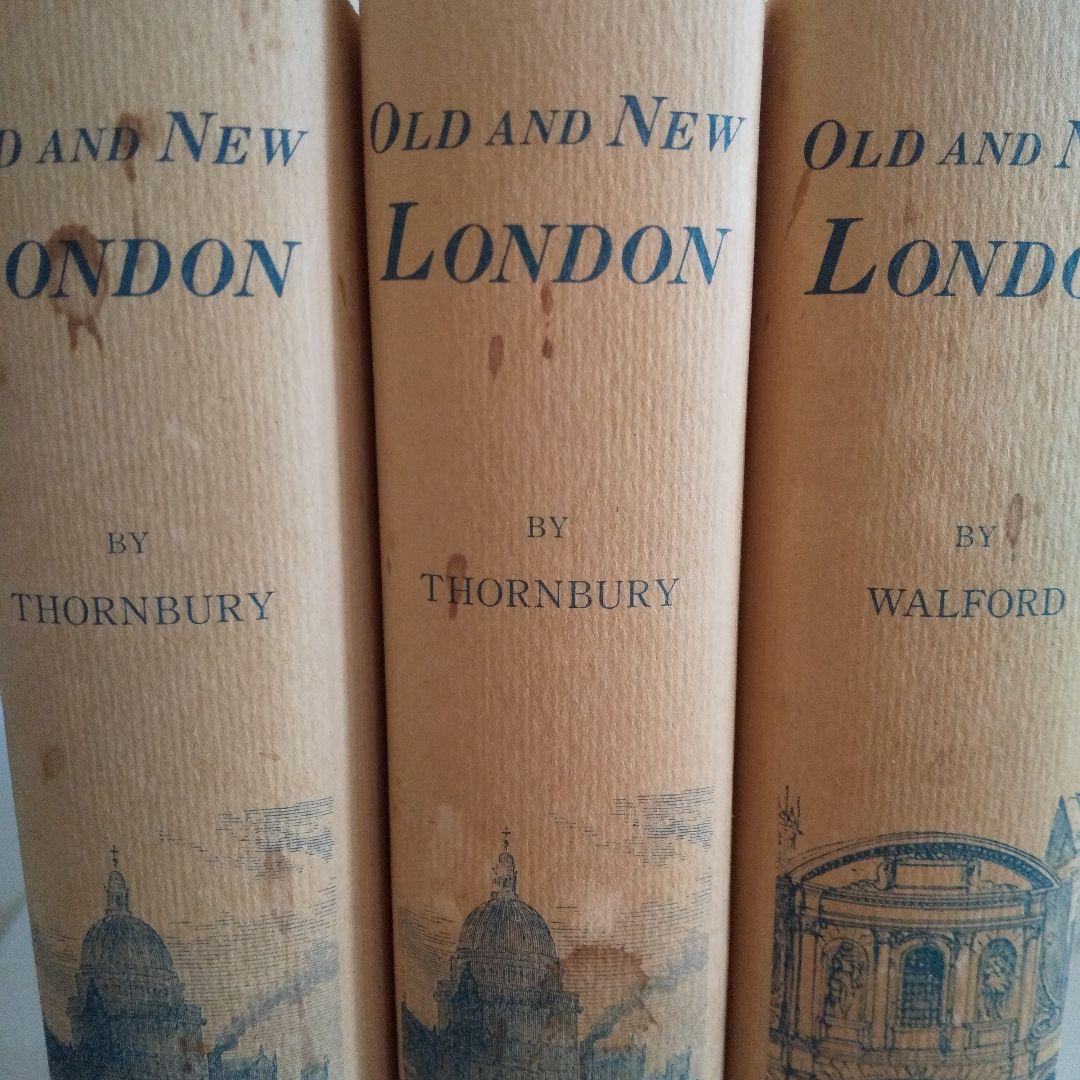 D AND NEW
ONDON
BY
THORNBURY
OLD AND NEW
LONDON
BY
THORNBURY
OLD AND N
LONDO
BY
WALFORD